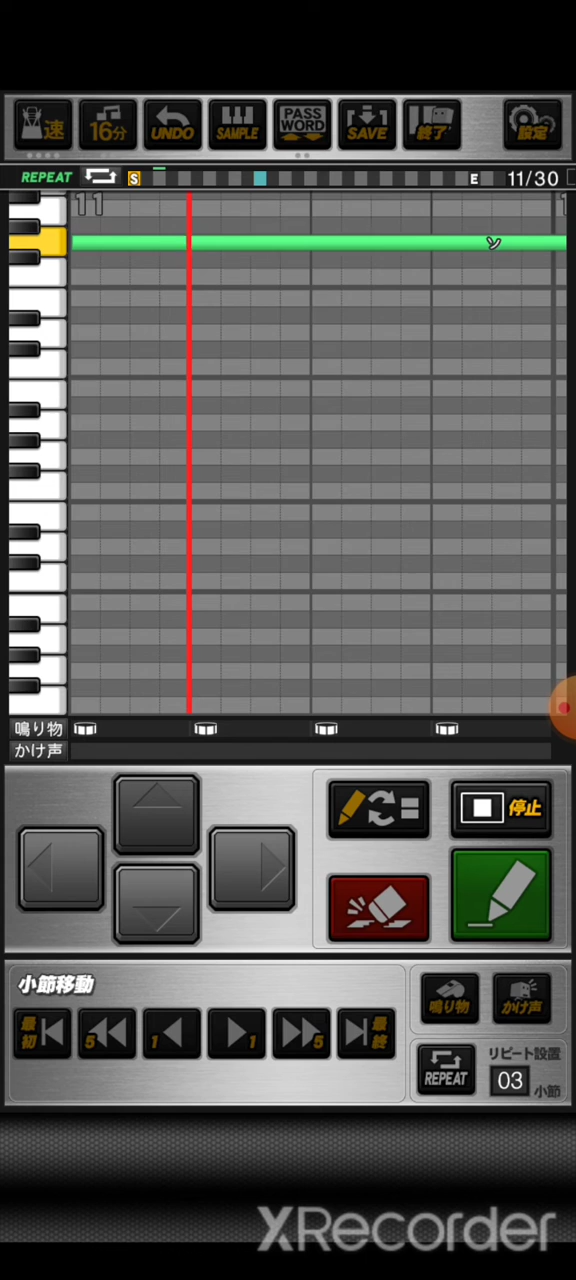 速 16分 UNDO SAMPLE PASS WORD SAVE 終了 設定
REPEAT S E 11/30
11
ソ
鳴り物
かけ声
停止
小節移動
鳴り物 かけ声
最初 5 1 1 5 最終
REPEAT リピート設置 03 小節
XRecorder